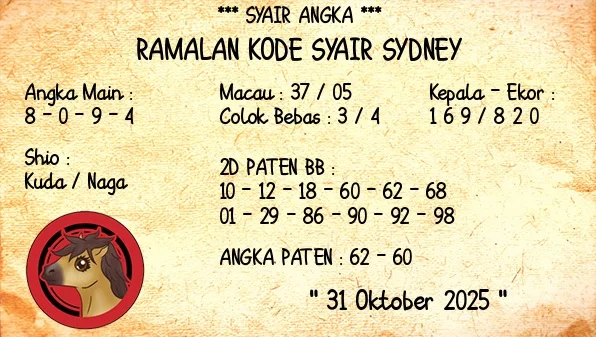 *** SYAIR ANGKA ***
RAMALAN KODE SYAIR SYDNEY
Angka Main :
8 - 0 - 9 - 4
Macau : 37 / 05
Colok Bebas : 3 / 4
Kepala - Ekor :
1 6 9 / 8 2 0
Shio :
Kuda / Naga
2D PATEN BB :
10 - 12 - 18 - 60 - 62 - 68
01 - 29 - 86 - 90 - 92 - 98
ANGKA PATEN : 62 - 60
" 31 Oktober 2025 "